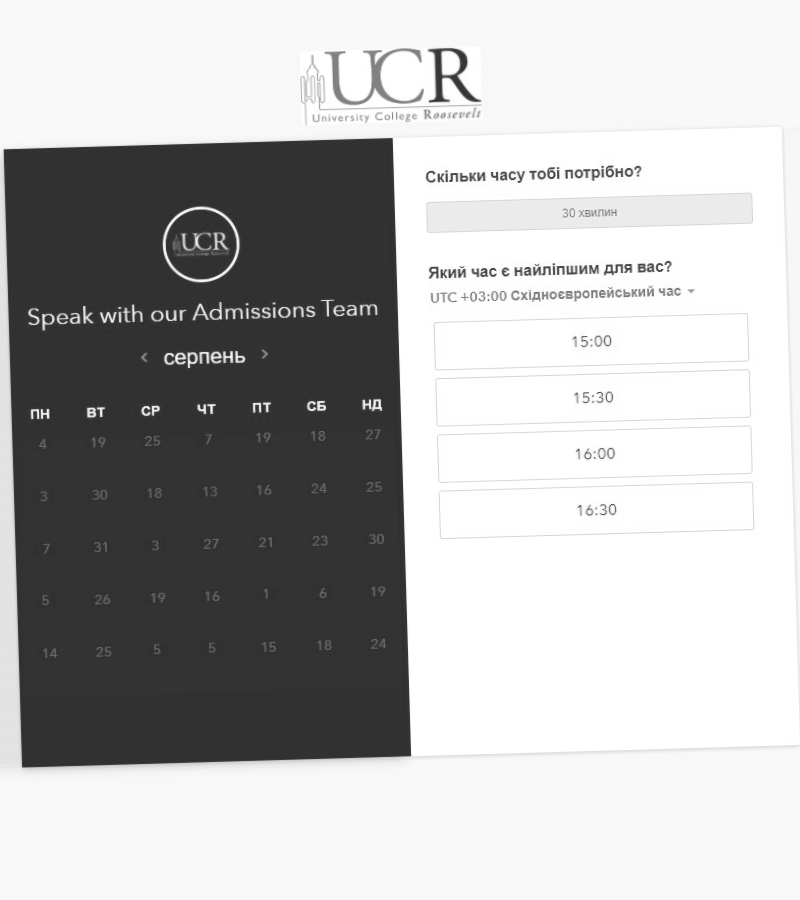 UCR
University College Roosevelt
UCR
Speak with our Admissions Team
серпень
ПН ВТ СР ЧТ ПТ СБ НД
4 19 25 7 19 18 27
3 30 18 13 16 24 25
7 31 3 27 21 23 30
5 26 19 16 1 6 19
14 25 5 5 15 18 24
Скільки часу тобі потрібно?
30 хвилин
Який час є найліпшим для вас?
UTC +03:00 Східноєвропейський час
15:00
15:30
16:00
16:30